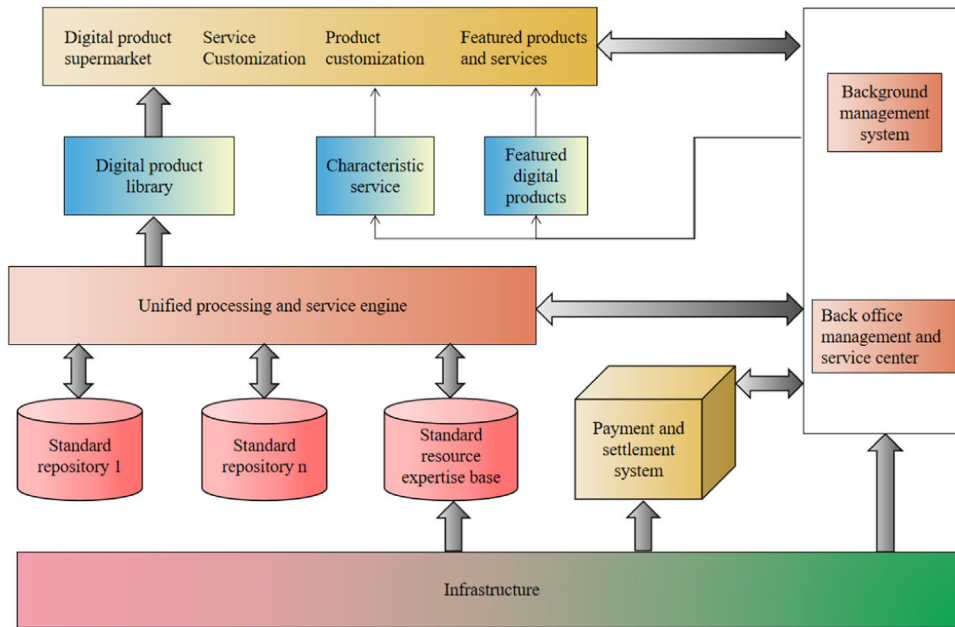 Digital product
supermarket
Service
Customization
Product
customization
Featured products
and services
Background
management
system
Digital product
library
Characteristic
service
Featured
digital
products
Unified processing and service engine
Back office
management and
service center
Standard
repository 1
Standard
repository n
Standard
resource
expertise base
Payment and
settlement
system
Infrastructure